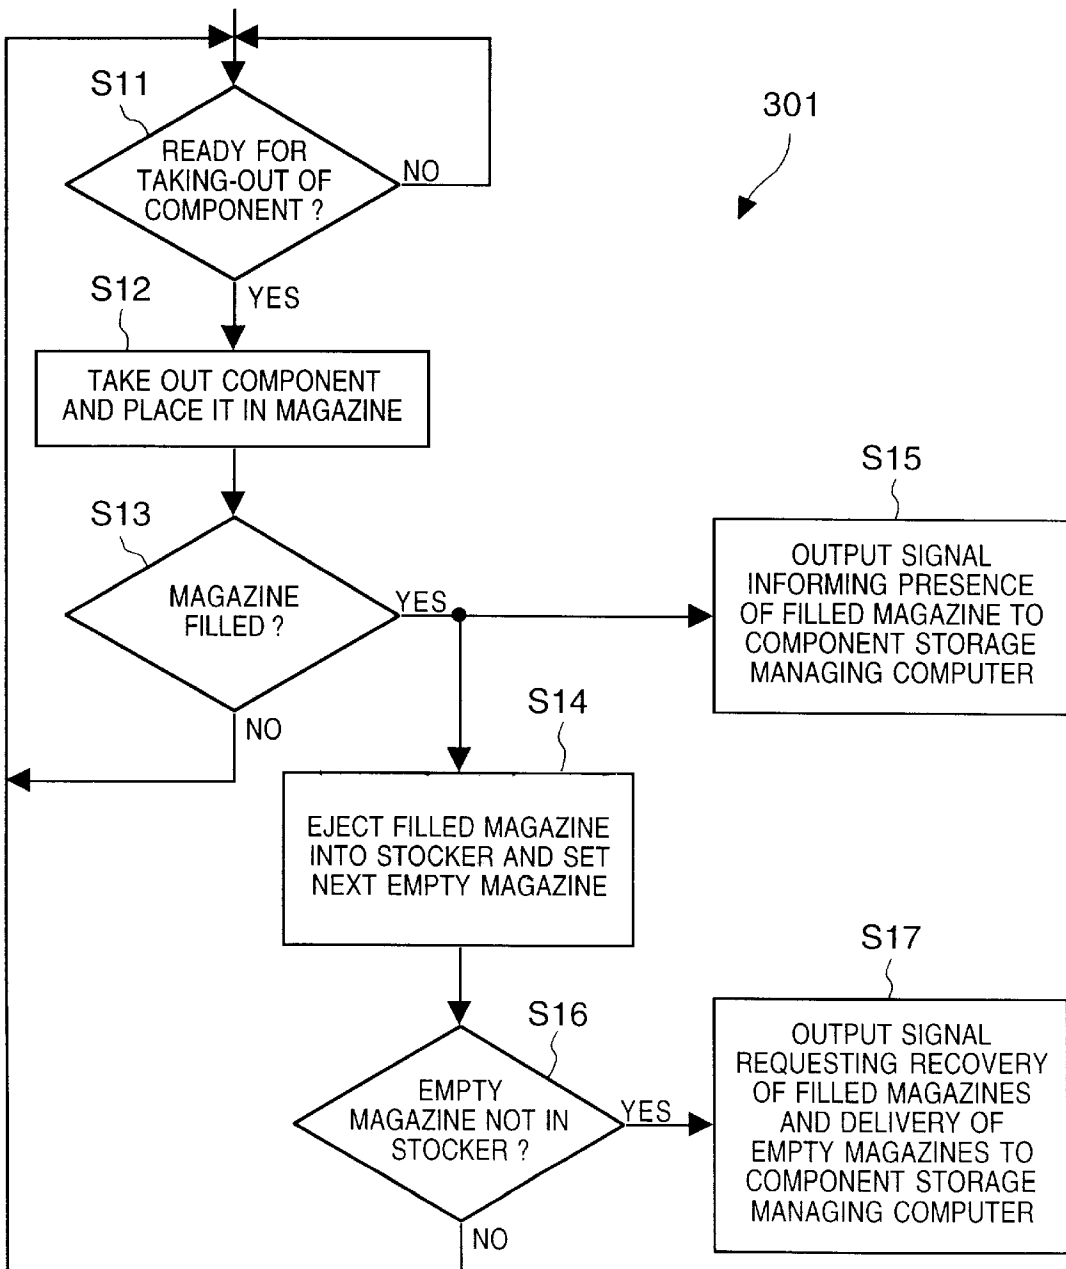 S11
301
READY FOR
TAKING-OUT OF
COMPONENT ?
NO
S12
YES
TAKE OUT COMPONENT
AND PLACE IT IN MAGAZINE
S13
S15
MAGAZINE
FILLED ?
YES
OUTPUT SIGNAL
INFORMING PRESENCE
OF FILLED MAGAZINE TO
COMPONENT STORAGE
MANAGING COMPUTER
NO
S14
EJECT FILLED MAGAZINE
INTO STOCKER AND SET
NEXT EMPTY MAGAZINE
S17
S16
EMPTY
MAGAZINE NOT IN
STOCKER ?
YES
OUTPUT SIGNAL
REQUESTING RECOVERY
OF FILLED MAGAZINES
AND DELIVERY OF
EMPTY MAGAZINES TO
COMPONENT STORAGE
MANAGING COMPUTER
NO